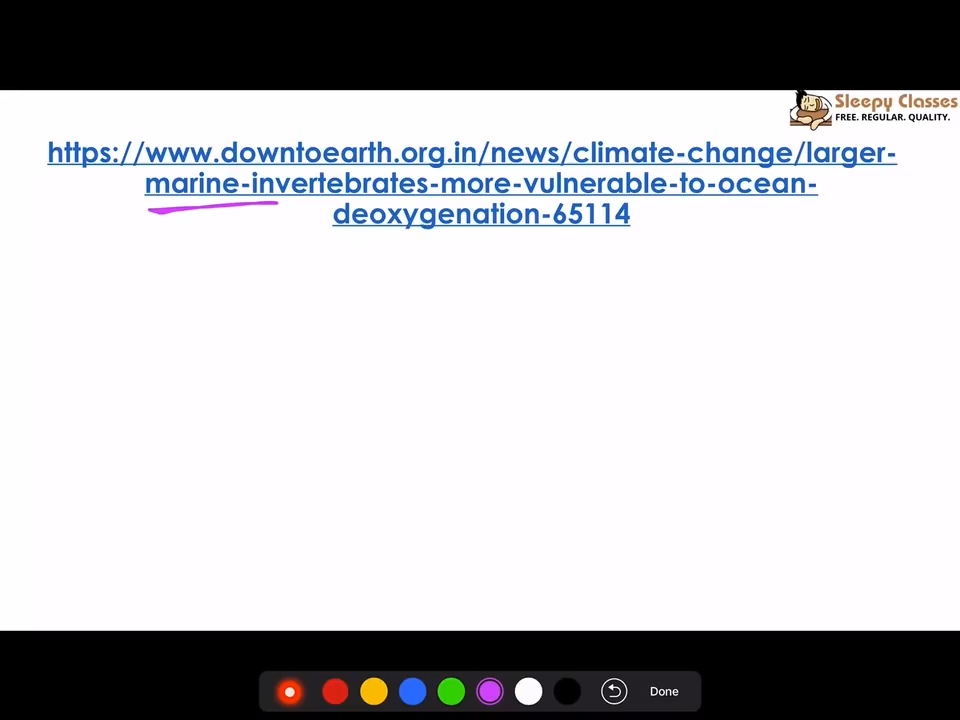 Sleepy Classes
FREE. REGULAR. QUALITY.
https://www.downtoearth.org.in/news/climate-change/larger-
marine-invertebrates-more-vulnerable-to-ocean-
deoxygenation-65114
Done